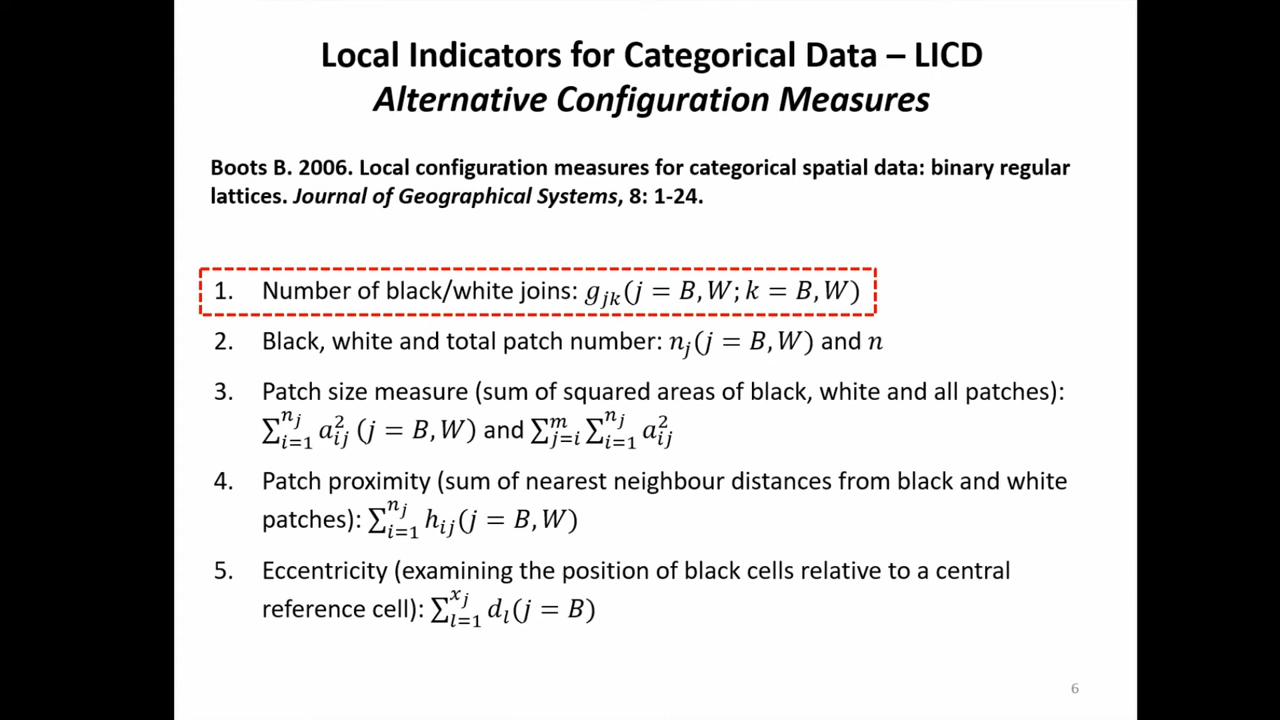 Local Indicators for Categorical Data – LICD
Alternative Configuration Measures
Boots B. 2006. Local configuration measures for categorical spatial data: binary regular
lattices. Journal of Geographical Systems, 8: 1-24.
1. Number of black/white joins: g_{jk}(j = B, W; k = B, W)
2. Black, white and total patch number: n_j(j = B, W) and n
3. Patch size measure (sum of squared areas of black, white and all patches):
∑_{i=1}^{n_j} a_{ij}^2 (j = B, W) and ∑_{j=i}^{m} ∑_{i=1}^{n_j} a_{ij}^2
4. Patch proximity (sum of nearest neighbour distances from black and white
patches): ∑_{i=1}^{n_j} h_{ij}(j = B, W)
5. Eccentricity (examining the position of black cells relative to a central
reference cell): ∑_{l=1}^{x_j} d_l(j = B)
6